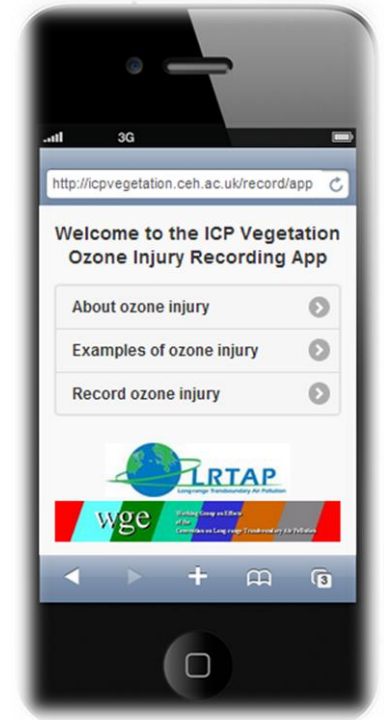 3G
http://icpvegetation.ceh.ac.uk/record/app
Welcome to the ICP Vegetation
Ozone Injury Recording App
About ozone injury
Examples of ozone injury
Record ozone injury
LRTAP
Long-range Transboundary Air Pollution
wge
Working Group on Effects
of the
Convention on Long-range Transboundary Air Pollution
3